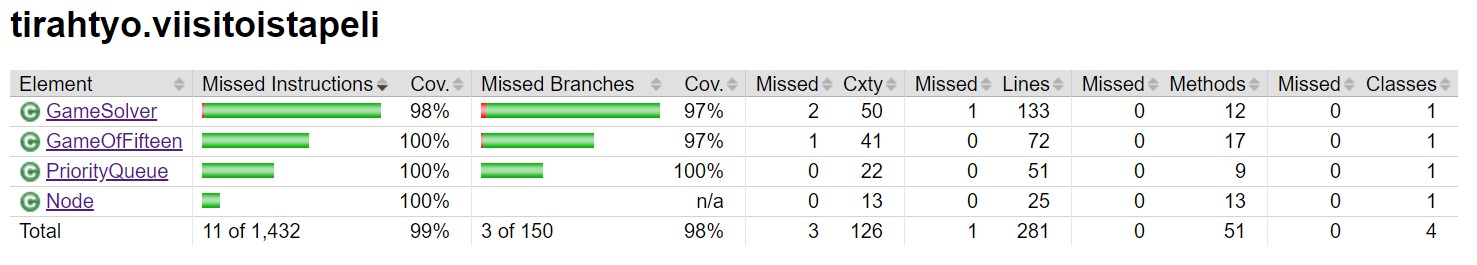 tirahtyo.viisitoistapeli
Element Missed Instructions Cov. Missed Branches Cov. Missed Cxty Missed Lines Missed Methods Missed Classes
C GameSolver 98% 97% 2 50 1 133 0 12 0 1
C GameOfFifteen 100% 97% 1 41 0 72 0 17 0 1
C PriorityQueue 100% 100% 0 22 0 51 0 9 0 1
C Node 100% n/a 0 13 0 25 0 13 0 1
Total 11 of 1,432 99% 3 of 150 98% 3 126 1 281 0 51 0 4